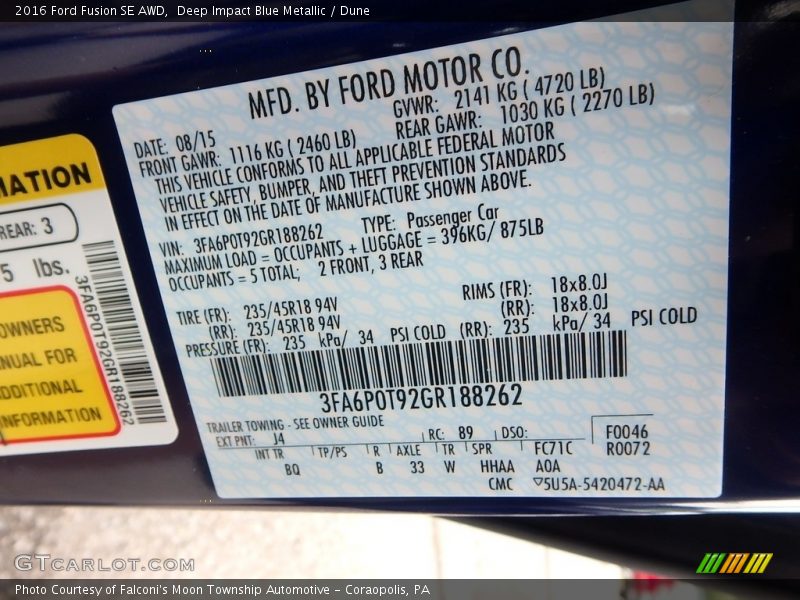 2016 Ford Fusion SE AWD,  Deep Impact Blue Metallic / Dune
MFD. BY FORD MOTOR CO.
DATE: 08/15 GVWR: 2141 KG ( 4720 LB)
FRONT GAWR: 1116 KG ( 2460 LB) REAR GAWR: 1030 KG ( 2270 LB)
THIS VEHICLE CONFORMS TO ALL APPLICABLE FEDERAL MOTOR
VEHICLE SAFETY, BUMPER, AND THEFT PREVENTION STANDARDS
IN EFFECT ON THE DATE OF MANUFACTURE SHOWN ABOVE.
VIN: 3FA6P0T92GR188262 TYPE: Passenger Car
MAXIMUM LOAD = OCCUPANTS + LUGGAGE = 396KG/ 875LB
OCCUPANTS = 5 TOTAL; 2 FRONT, 3 REAR
TIRE (FR): 235/45R18 94V RIMS (FR): 18x8.0J
(RR): 235/45R18 94V (RR): 18x8.0J
PRESSURE (FR): 235 kPa/ 34 PSI COLD (RR): 235 kPa/ 34 PSI COLD
3FA6P0T92GR188262
TRAILER TOWING - SEE OWNER GUIDE
EXT PNT: J4 RC: 89 DSO: F0046
INT TR TP/PS R AXLE TR SPR FC71C R0072
BQ B 33 W HHAA A0A
CMC ▽5U5A-5420472-AA
MATION
REAR: 3
5 lbs.
OWNERS
NUAL FOR
DDITIONAL
INFORMATION
3FA6P0T92GR188262
GTCARLOT.COM
Photo Courtesy of Falconi's Moon Township Automotive - Coraopolis, PA